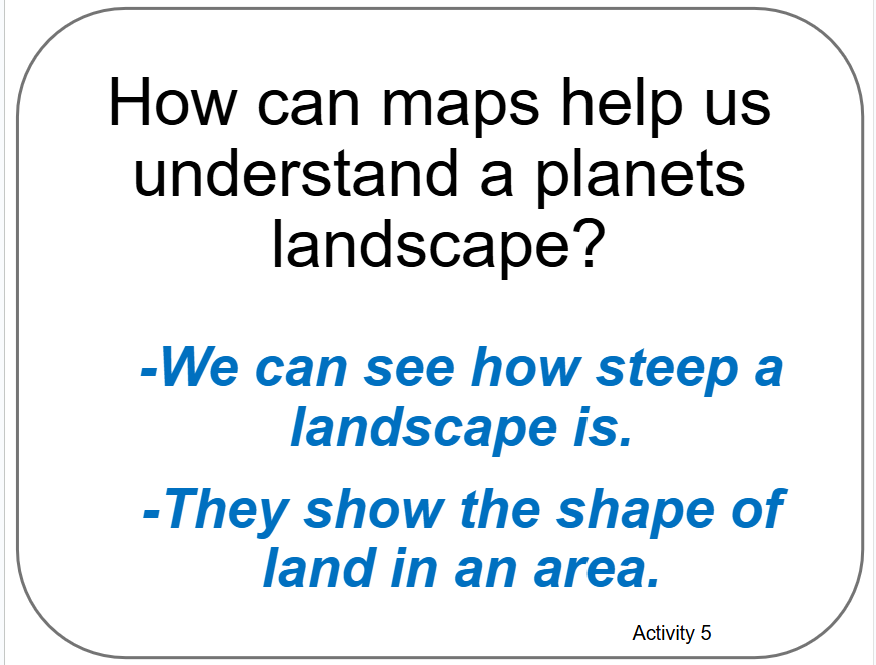 How can maps help us
understand a planets
landscape?
-We can see how steep a
landscape is.
-They show the shape of
land in an area.
Activity 5